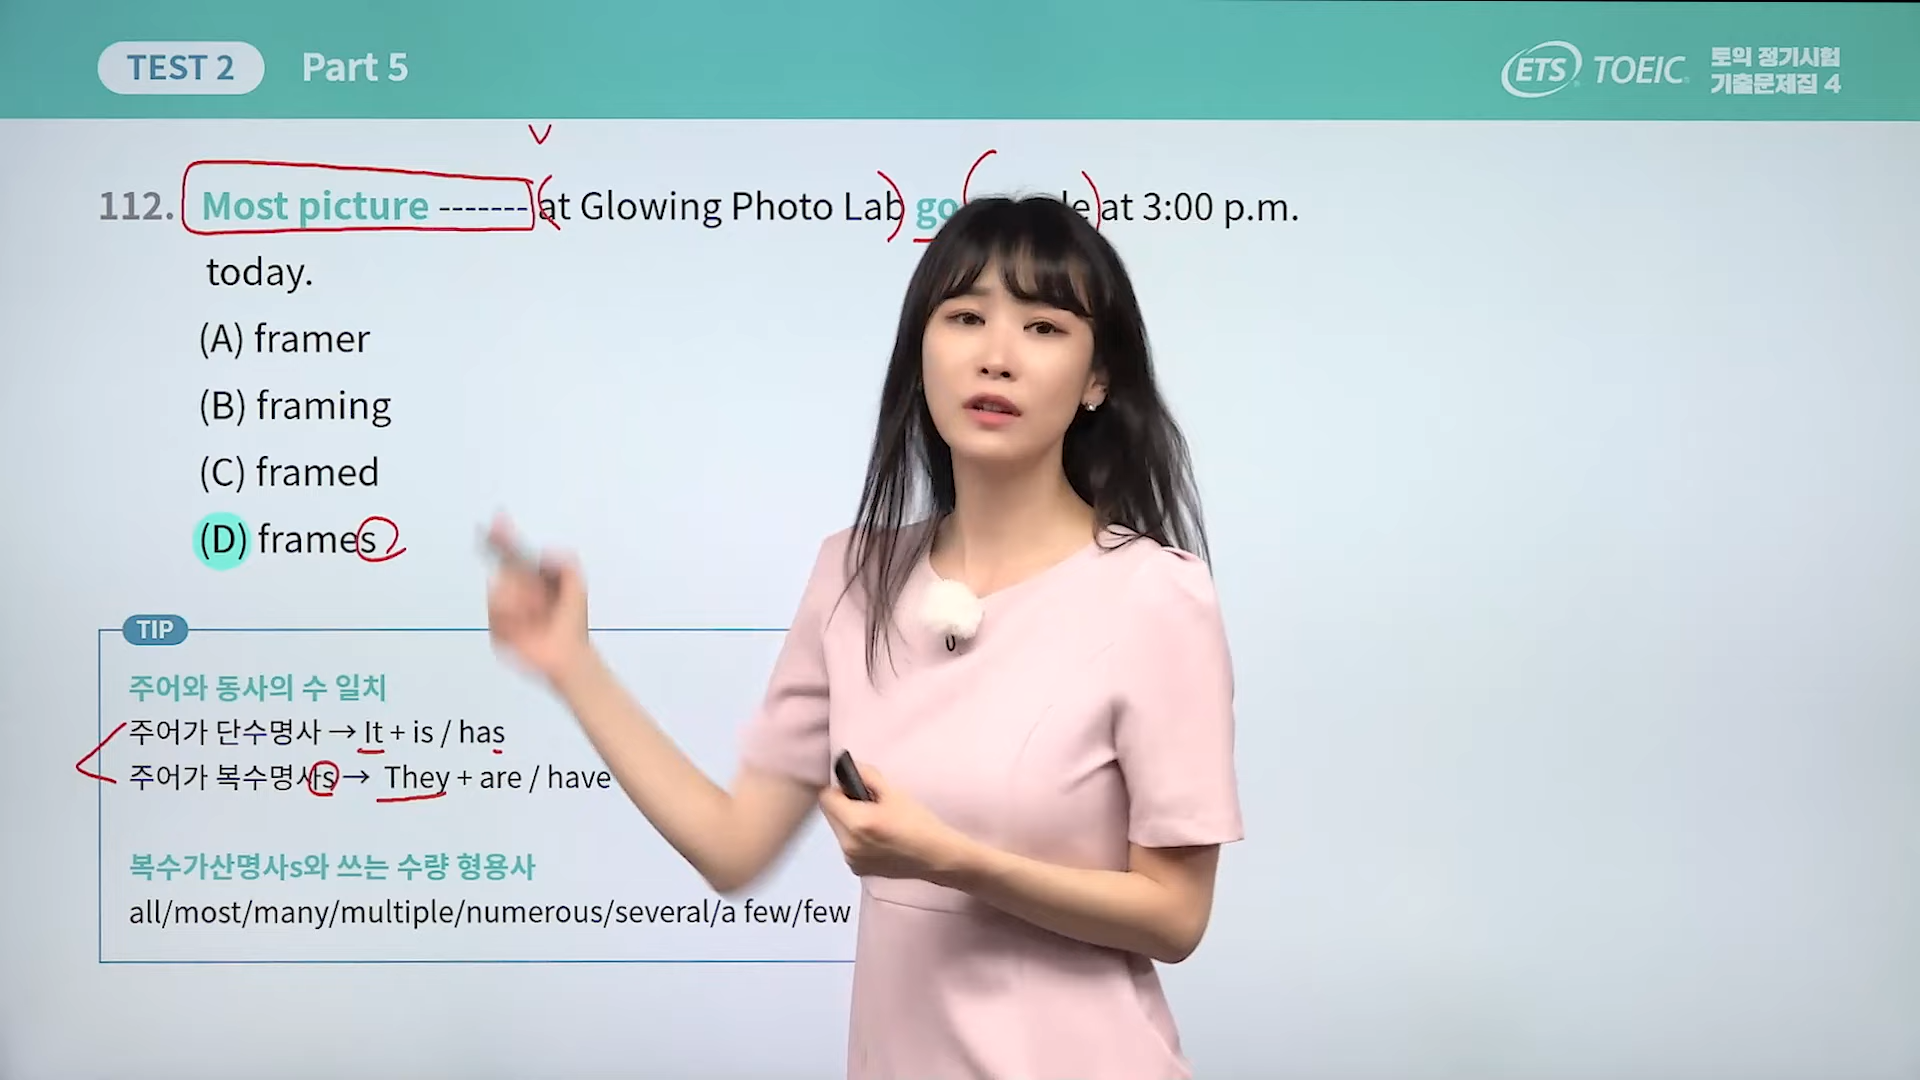 TEST 2
Part 5
ETS TOEIC 토익 정기시험
기출문제집 4
112. Most picture ------- at Glowing Photo Lab go at 3:00 p.m.
today.
(A) framer
(B) framing
(C) framed
(D) frames
TIP
주어와 동사의 수 일치
주어가 단수명사 → It + is / has
주어가 복수명사s → They + are / have
복수가산명사s와 쓰는 수량 형용사
all/most/many/multiple/numerous/several/a few/few